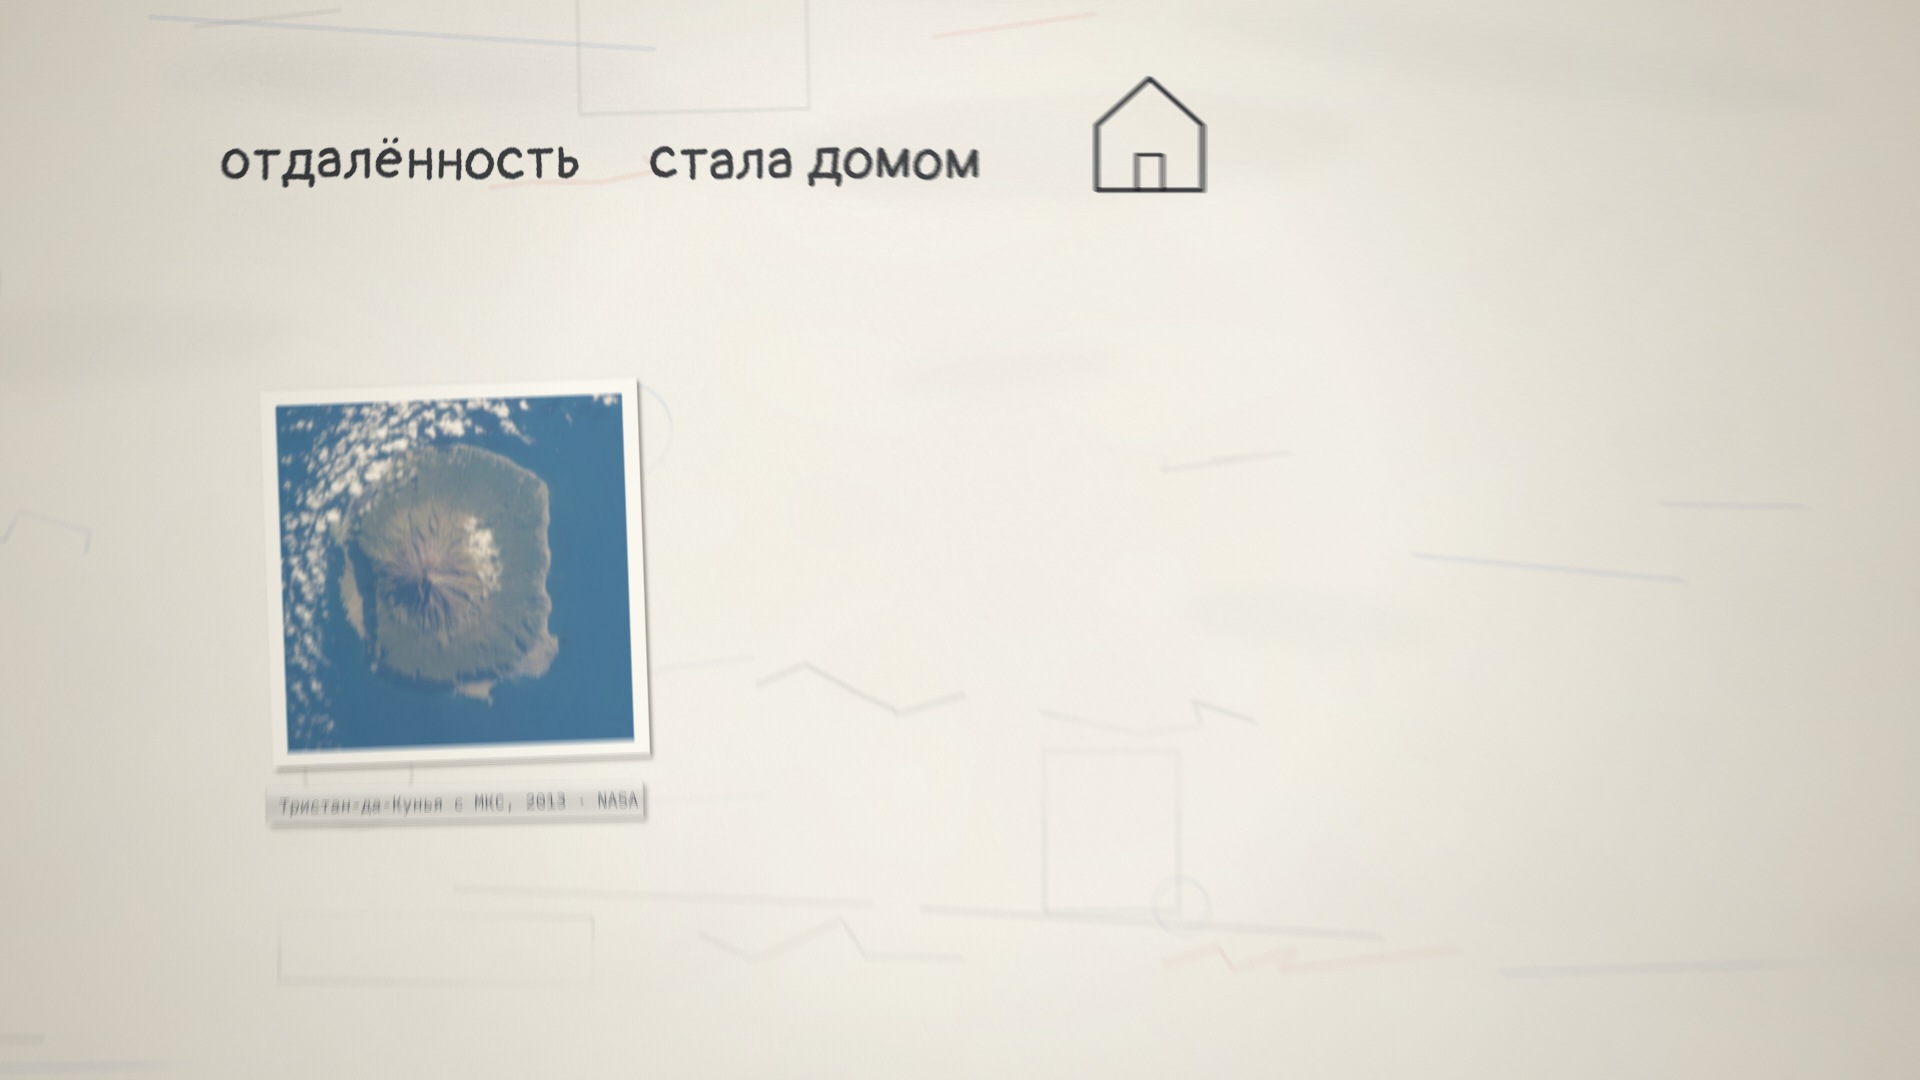 отдалённость стала домом
Тристан-да-Кунья с МКС, 2013 · NASA